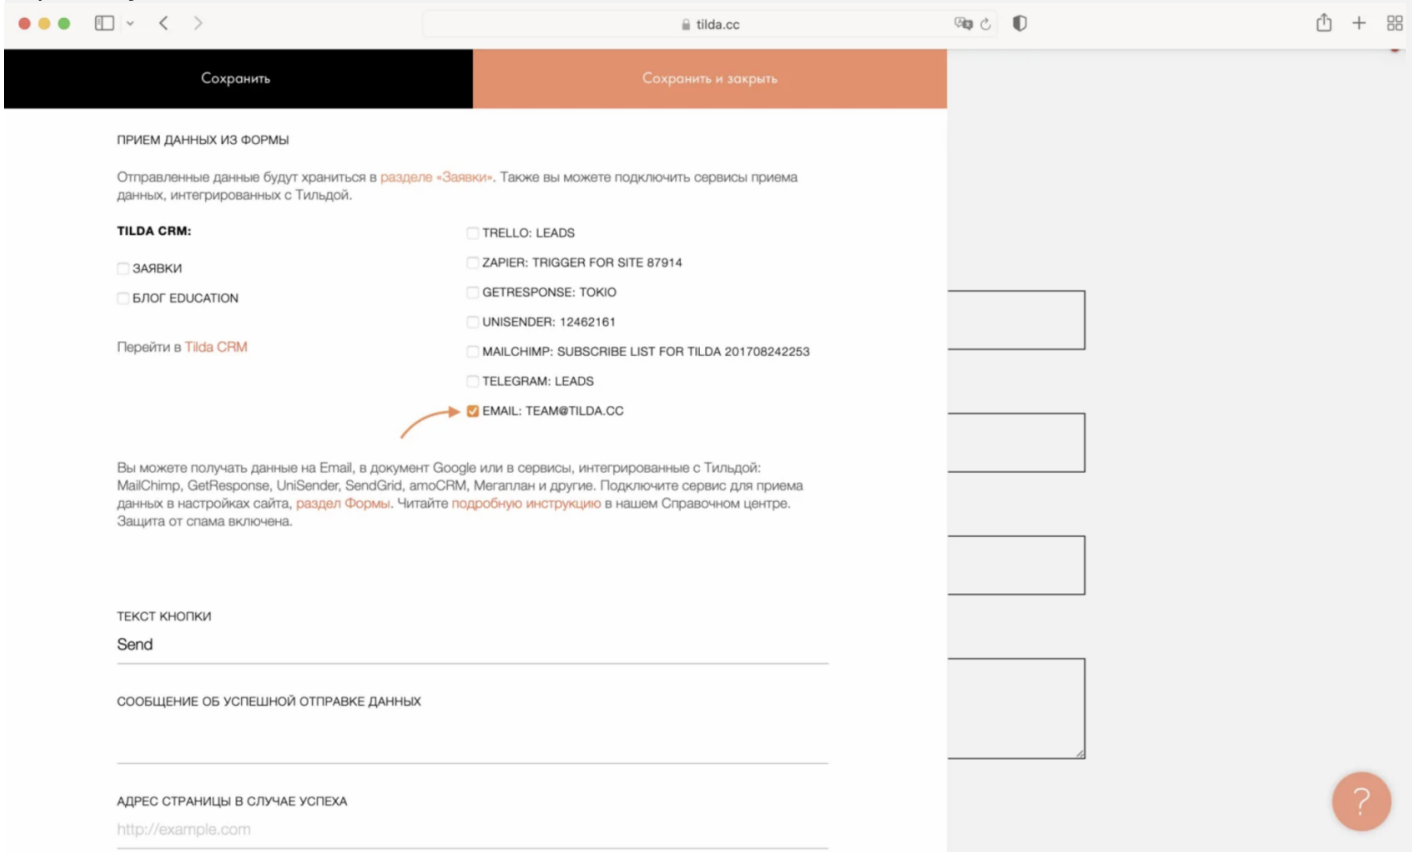 tilda.cc
Сохранить
Сохранить и закрыть
ПРИЕМ ДАННЫХ ИЗ ФОРМЫ
Отправленные данные будут храниться в разделе «Заявки». Также вы можете подключить сервисы приема
данных, интегрированных с Тильдой.
TILDA CRM:
ЗАЯВКИ
БЛОГ EDUCATION
Перейти в Tilda CRM
TRELLO: LEADS
ZAPIER: TRIGGER FOR SITE 87914
GETRESPONSE: TOKIO
UNISENDER: 12462161
MAILCHIMP: SUBSCRIBE LIST FOR TILDA 201708242253
TELEGRAM: LEADS
EMAIL: TEAM@TILDA.CC
Вы можете получать данные на Email, в документ Google или в сервисы, интегрированные с Тильдой:
MailChimp, GetResponse, UniSender, SendGrid, amoCRM, Мегаплан и другие. Подключите сервис для приема
данных в настройках сайта, раздел Формы. Читайте подробную инструкцию в нашем Справочном центре.
Защита от спама включена.
ТЕКСТ КНОПКИ
Send
СООБЩЕНИЕ ОБ УСПЕШНОЙ ОТПРАВКЕ ДАННЫХ
АДРЕС СТРАНИЦЫ В СЛУЧАЕ УСПЕХА
http://example.com
?